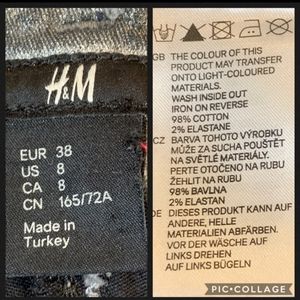 H&M
EUR 38
US 8
CA 8
CN 165/72A
Made in
Turkey
GB THE COLOUR OF THIS
PRODUCT MAY TRANSFER
ONTO LIGHT-COLOURED
MATERIALS.
WASH INSIDE OUT
IRON ON REVERSE
98% COTTON
2% ELASTANE
CZ BARVA TOHOTO VÝROBKU
MŮŽE ZA SUCHA POUŠTĚT
NA SVĚTLÉ MATERIÁLY.
PERTE OTOČENÉ NA RUBU
ŽEHLIT NA RUBU
98% BAVLNA
2% ELASTANE
DE DIESES PRODUKT KANN AUF
ANDERE, HELLE
MATERIALIEN ABFÄRBEN.
VOR DER WÄSCHE AUF
LINKS DREHEN
AUF LINKS BÜGELN
PIC•COLLAGE